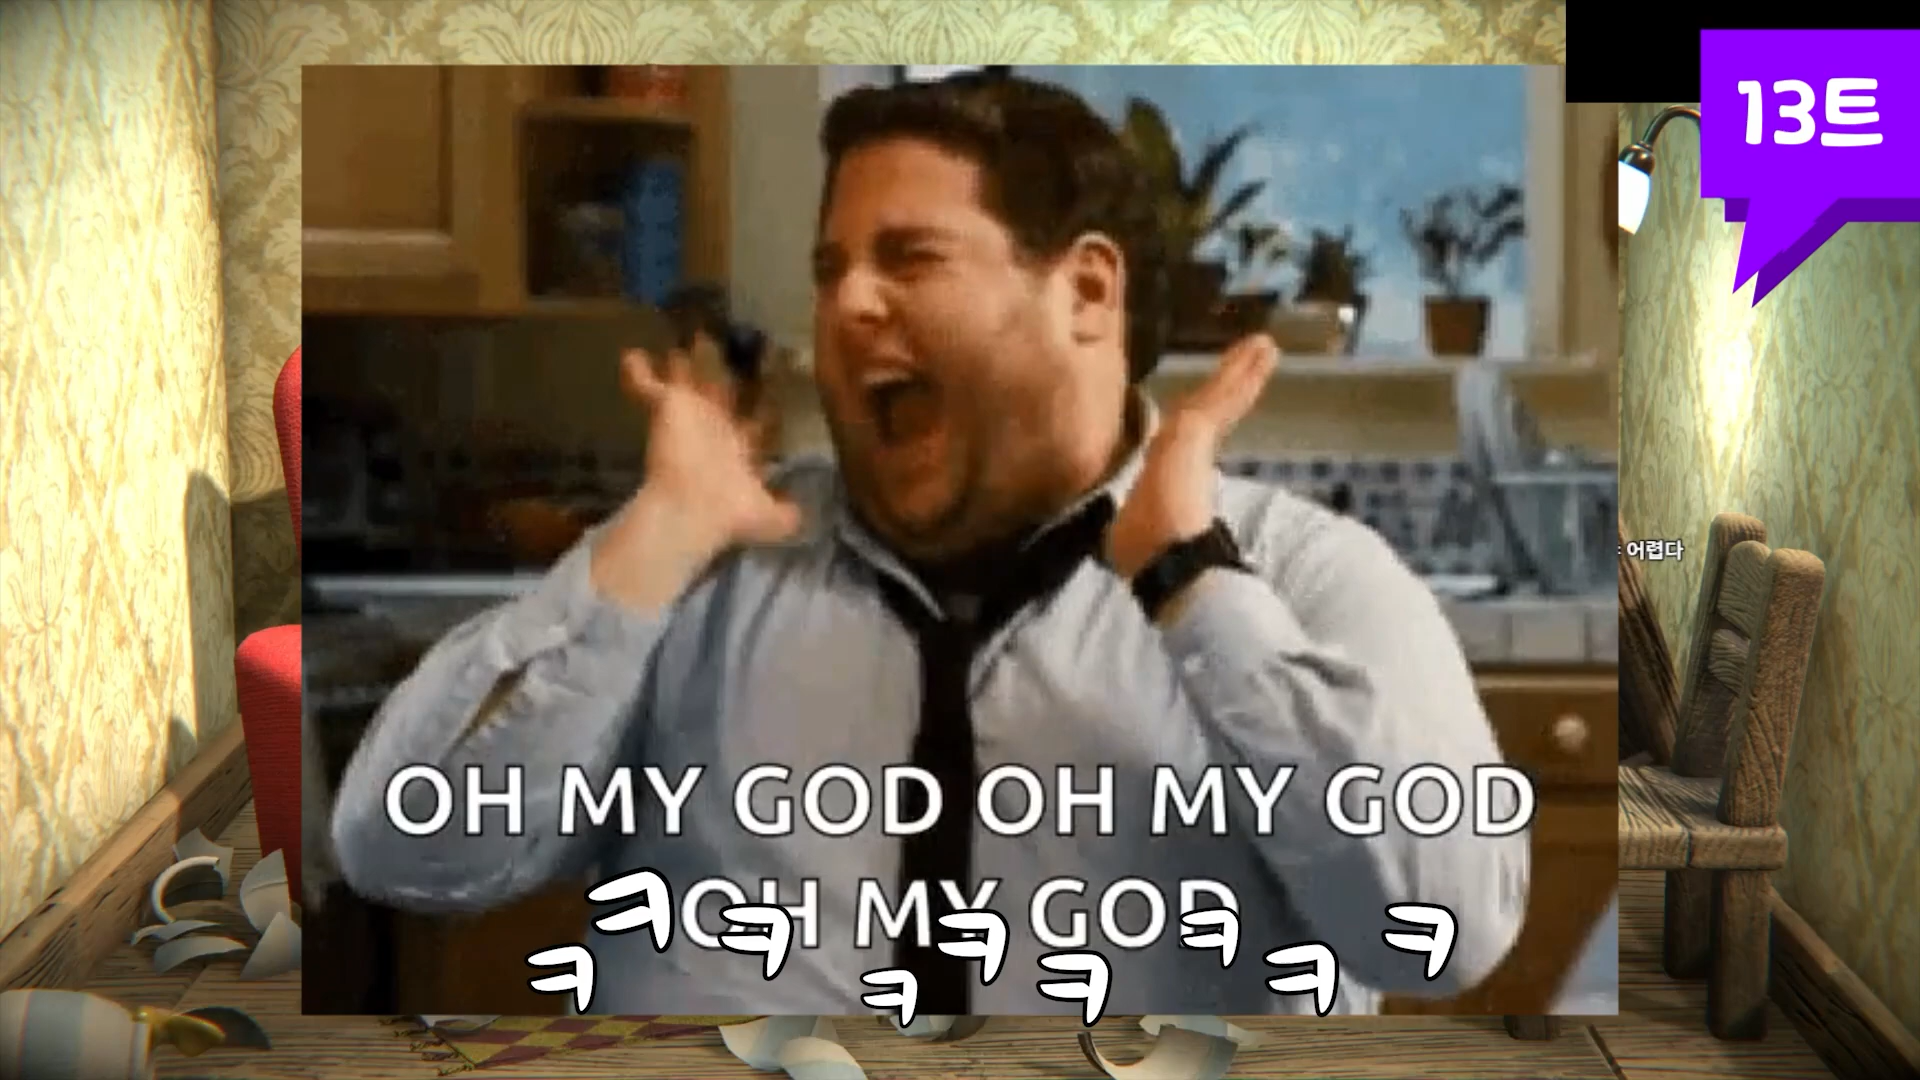 13트
어렵다
OH MY GOD OH MY GOD
OH MY GOD
ㅋㅋㅋㅋㅋㅋㅋㅋㅋ